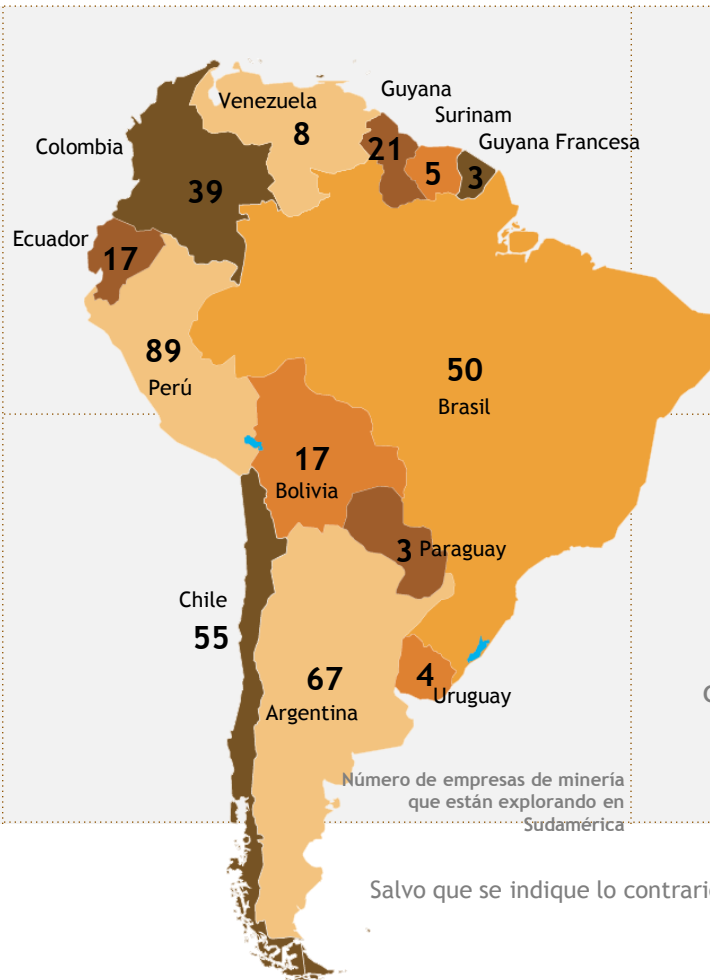 Venezuela
8
Guyana
21
Surinam
5
Guyana Francesa
3
Colombia
39
Ecuador
17
89
Perú
50
Brasil
17
Bolivia
3 Paraguay
Chile
55
67
Argentina
4
Uruguay
Número de empresas de minería
que están explorando en
Sudamérica
Salvo que se indique lo contrario